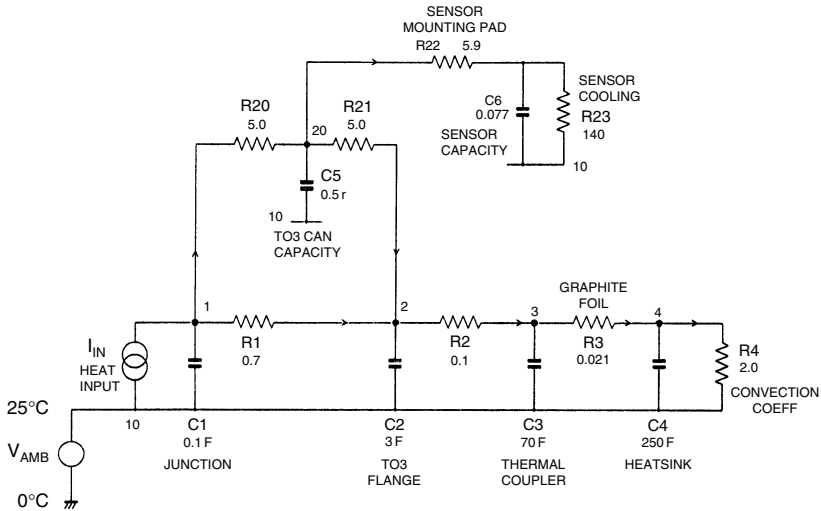 SENSOR
MOUNTING PAD
R22 5.9
SENSOR
COOLING
R23
140
C6
0.077
SENSOR
CAPACITY
10
R20
5.0
R21
5.0
20
C5
0.5 r
10
TO3 CAN
CAPACITY
1
2
3
4
GRAPHITE
FOIL
R1
0.7
R2
0.1
R3
0.021
R4
2.0
CONVECTION
COEFF
I IN
HEAT
INPUT
25°C
10
C1
0.1 F
JUNCTION
C2
3 F
TO3
FLANGE
C3
70 F
THERMAL
COUPLER
C4
250 F
HEATSINK
V AMB
0°C